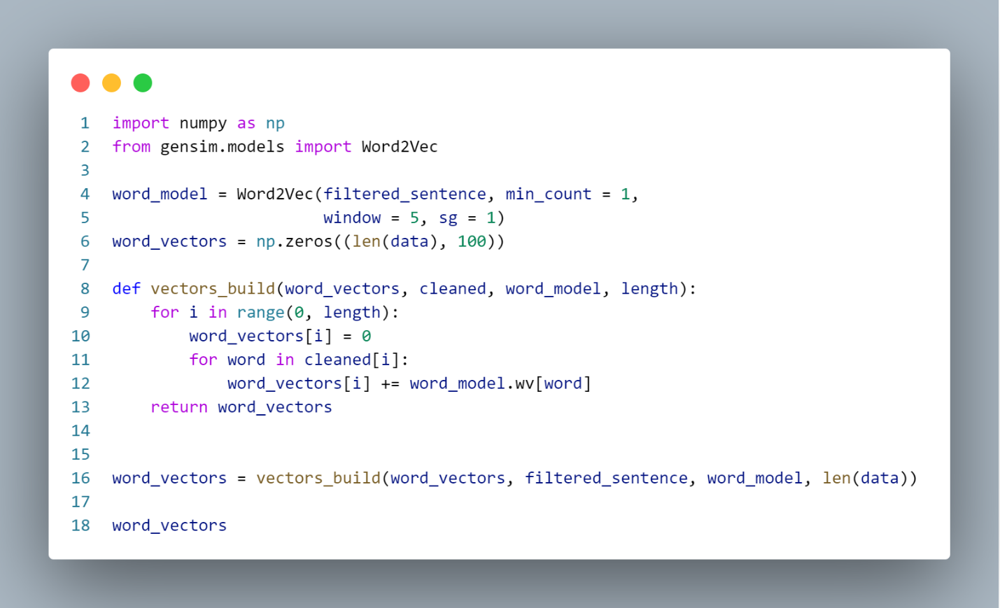 1 import numpy as np
2 from gensim.models import Word2Vec
3
4 word_model = Word2Vec(filtered_sentence, min_count = 1,
5                       window = 5, sg = 1)
6 word_vectors = np.zeros((len(data), 100))
7
8 def vectors_build(word_vectors, cleaned, word_model, length):
9     for i in range(0, length):
10         word_vectors[i] = 0
11         for word in cleaned[i]:
12             word_vectors[i] += word_model.wv[word]
13     return word_vectors
14
15
16 word_vectors = vectors_build(word_vectors, filtered_sentence, word_model, len(data))
17
18 word_vectors